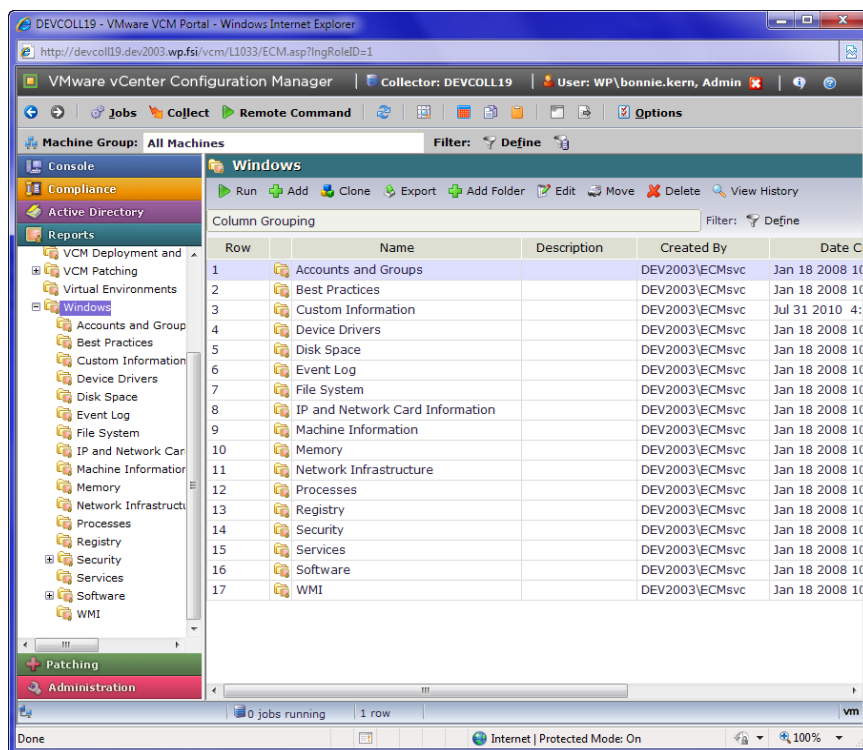 DEVCOLL19 - VMware VCM Portal - Windows Internet Explorer
http://devcoll19.dev2003.wp.fsi/vcm/L1033/ECM.asp?lngRoleID=1
VMware vCenter Configuration Manager | Collector: DEVCOLL19 | User: WP\bonnie.kern, Admin
Jobs Collect Remote Command Options
Machine Group: All Machines Filter: Define
Console
Compliance
Active Directory
Reports
VCM Deployment and
VCM Patching
Virtual Environments
Windows
Accounts and Group
Best Practices
Custom Information
Device Drivers
Disk Space
Event Log
File System
IP and Network Car
Machine Information
Memory
Network Infrastructu
Processes
Registry
Security
Services
Software
WMI
Patching
Administration
Windows
Run Add Clone Export Add Folder Edit Move Delete View History
Column Grouping Filter: Define
Row Name Description Created By Date C
1 Accounts and Groups DEV2003\ECMsvc Jan 18 2008 10
2 Best Practices DEV2003\ECMsvc Jan 18 2008 10
3 Custom Information DEV2003\ECMsvc Jul 31 2010 4:
4 Device Drivers DEV2003\ECMsvc Jan 18 2008 10
5 Disk Space DEV2003\ECMsvc Jan 18 2008 10
6 Event Log DEV2003\ECMsvc Jan 18 2008 10
7 File System DEV2003\ECMsvc Jan 18 2008 10
8 IP and Network Card Information DEV2003\ECMsvc Jan 18 2008 10
9 Machine Information DEV2003\ECMsvc Jan 18 2008 10
10 Memory DEV2003\ECMsvc Jan 18 2008 10
11 Network Infrastructure DEV2003\ECMsvc Jan 18 2008 10
12 Processes DEV2003\ECMsvc Jan 18 2008 10
13 Registry DEV2003\ECMsvc Jan 18 2008 10
14 Security DEV2003\ECMsvc Jan 18 2008 10
15 Services DEV2003\ECMsvc Jan 18 2008 10
16 Software DEV2003\ECMsvc Jan 18 2008 10
17 WMI DEV2003\ECMsvc Jan 18 2008 10
0 jobs running 1 row vm
Done Internet | Protected Mode: On 100%